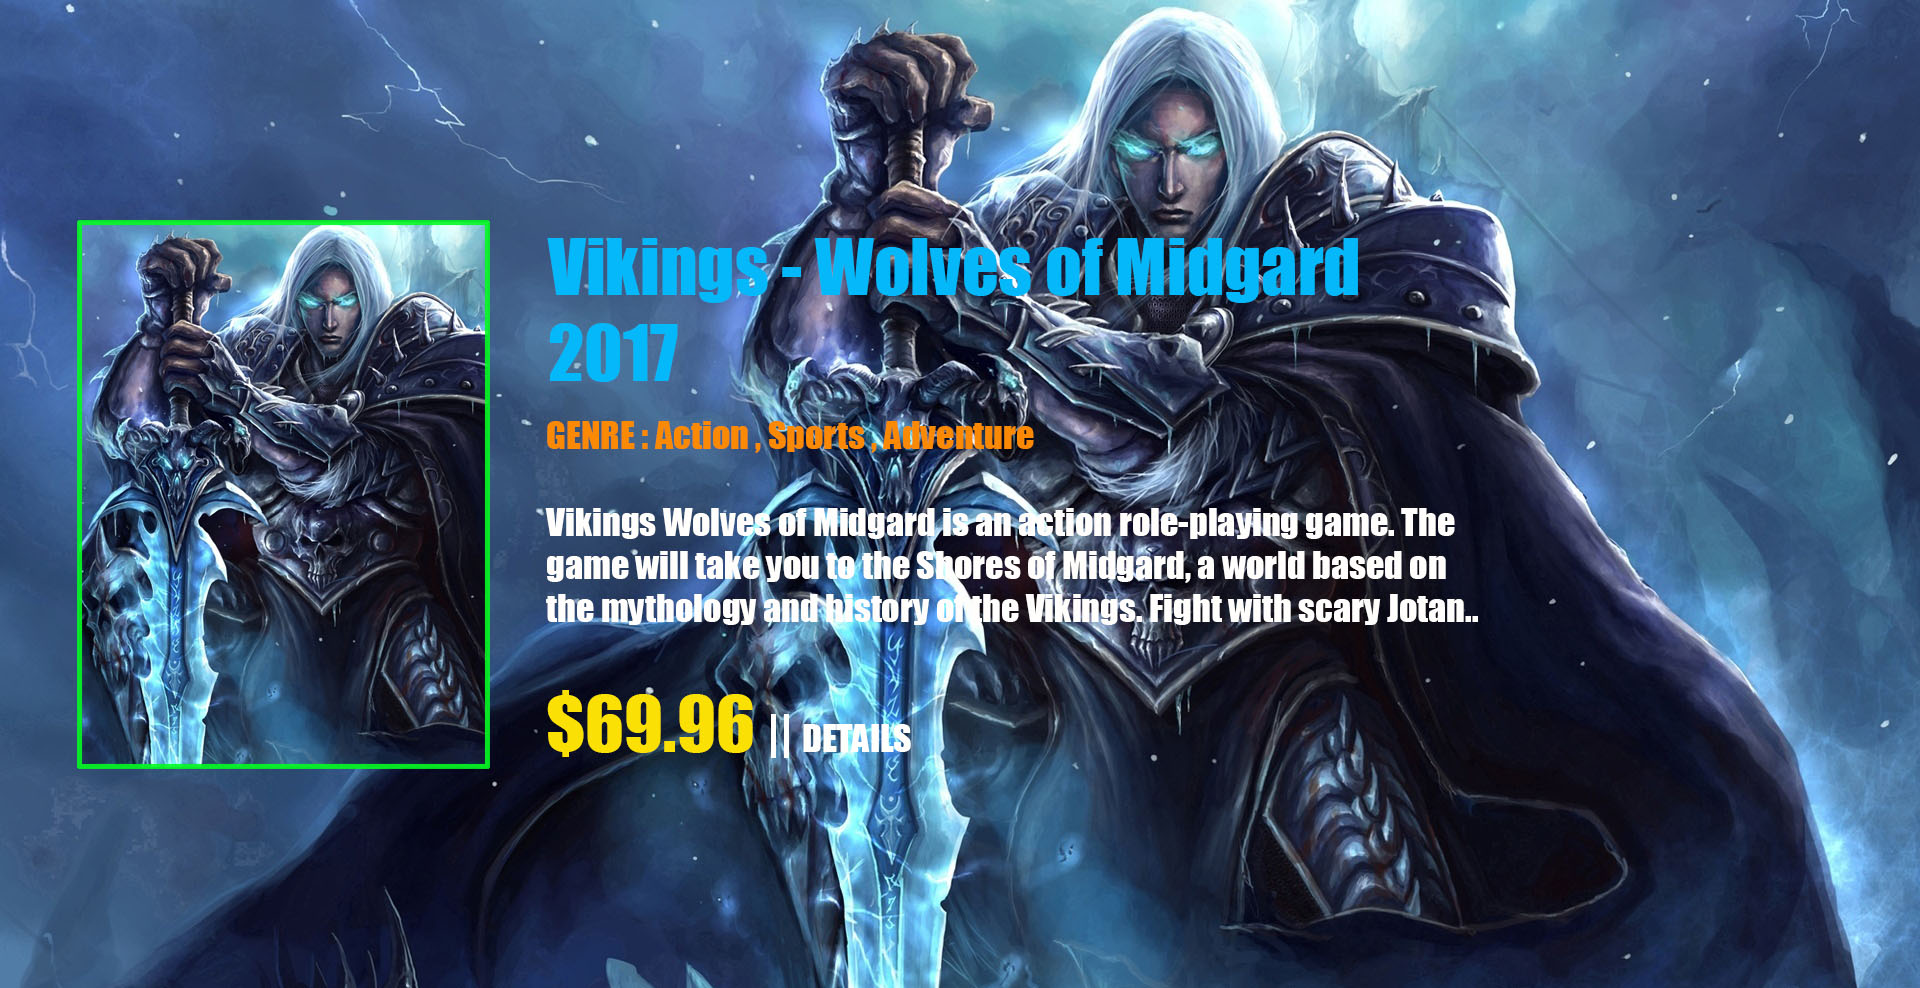 Vikings - Wolves of Midgard
2017
GENRE : Action , Sports , Adventure
Vikings Wolves of Midgard is an action role-playing game. The
game will take you to the Shores of Midgard, a world based on
the mythology and history of the Vikings. Fight with scary Jotan..
$69.96 || DETAILS